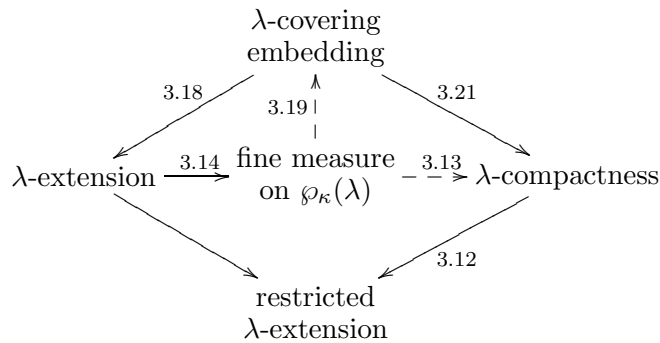 λ-covering
embedding
3.18
3.19
3.21
λ-extension
3.14
fine measure
on ℘κ(λ)
3.13
λ-compactness
3.12
restricted
λ-extension